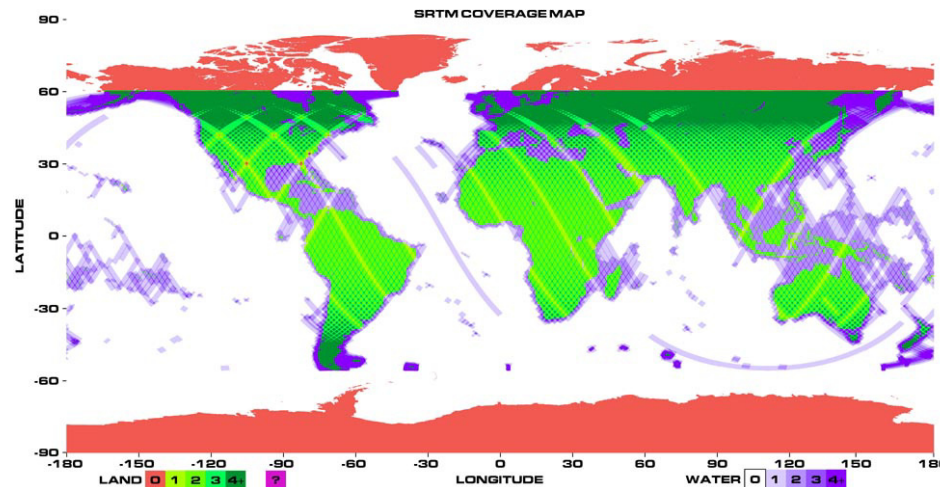 SRTM COVERAGE MAP
90
60
30
0
-30
-60
-90
LATITUDE
-180 -150 -120 -90 -60 -30 0 30 60 90 120 150 180
LAND 0 1 2 3 4+ ? LONGITUDE WATER 0 1 2 3 4+